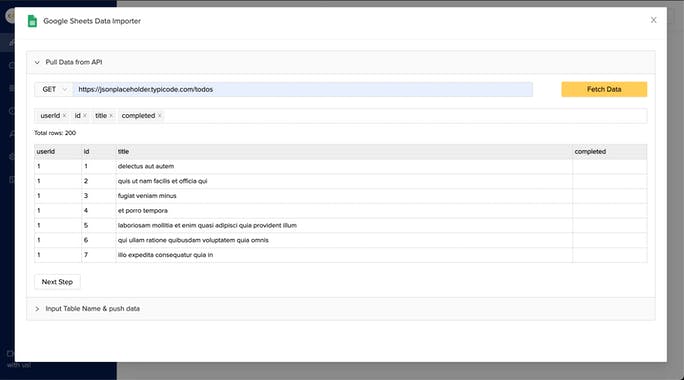 Google Sheets Data Importer
Pull Data from API
GET https://jsonplaceholder.typicode.com/todos Fetch Data
userId id title completed
Total rows: 200
userId id title completed
1 1 delectus aut autem
1 2 quis ut nam facilis et officia qui
1 3 fugiat veniam minus
1 4 et porro tempora
1 5 laboriosam mollitia et enim quasi adipisci quia provident illum
1 6 qui ullam ratione quibusdam voluptatem quia omnis
1 7 illo expedita consequatur quia in
Next Step
Input Table Name & push data
with us!